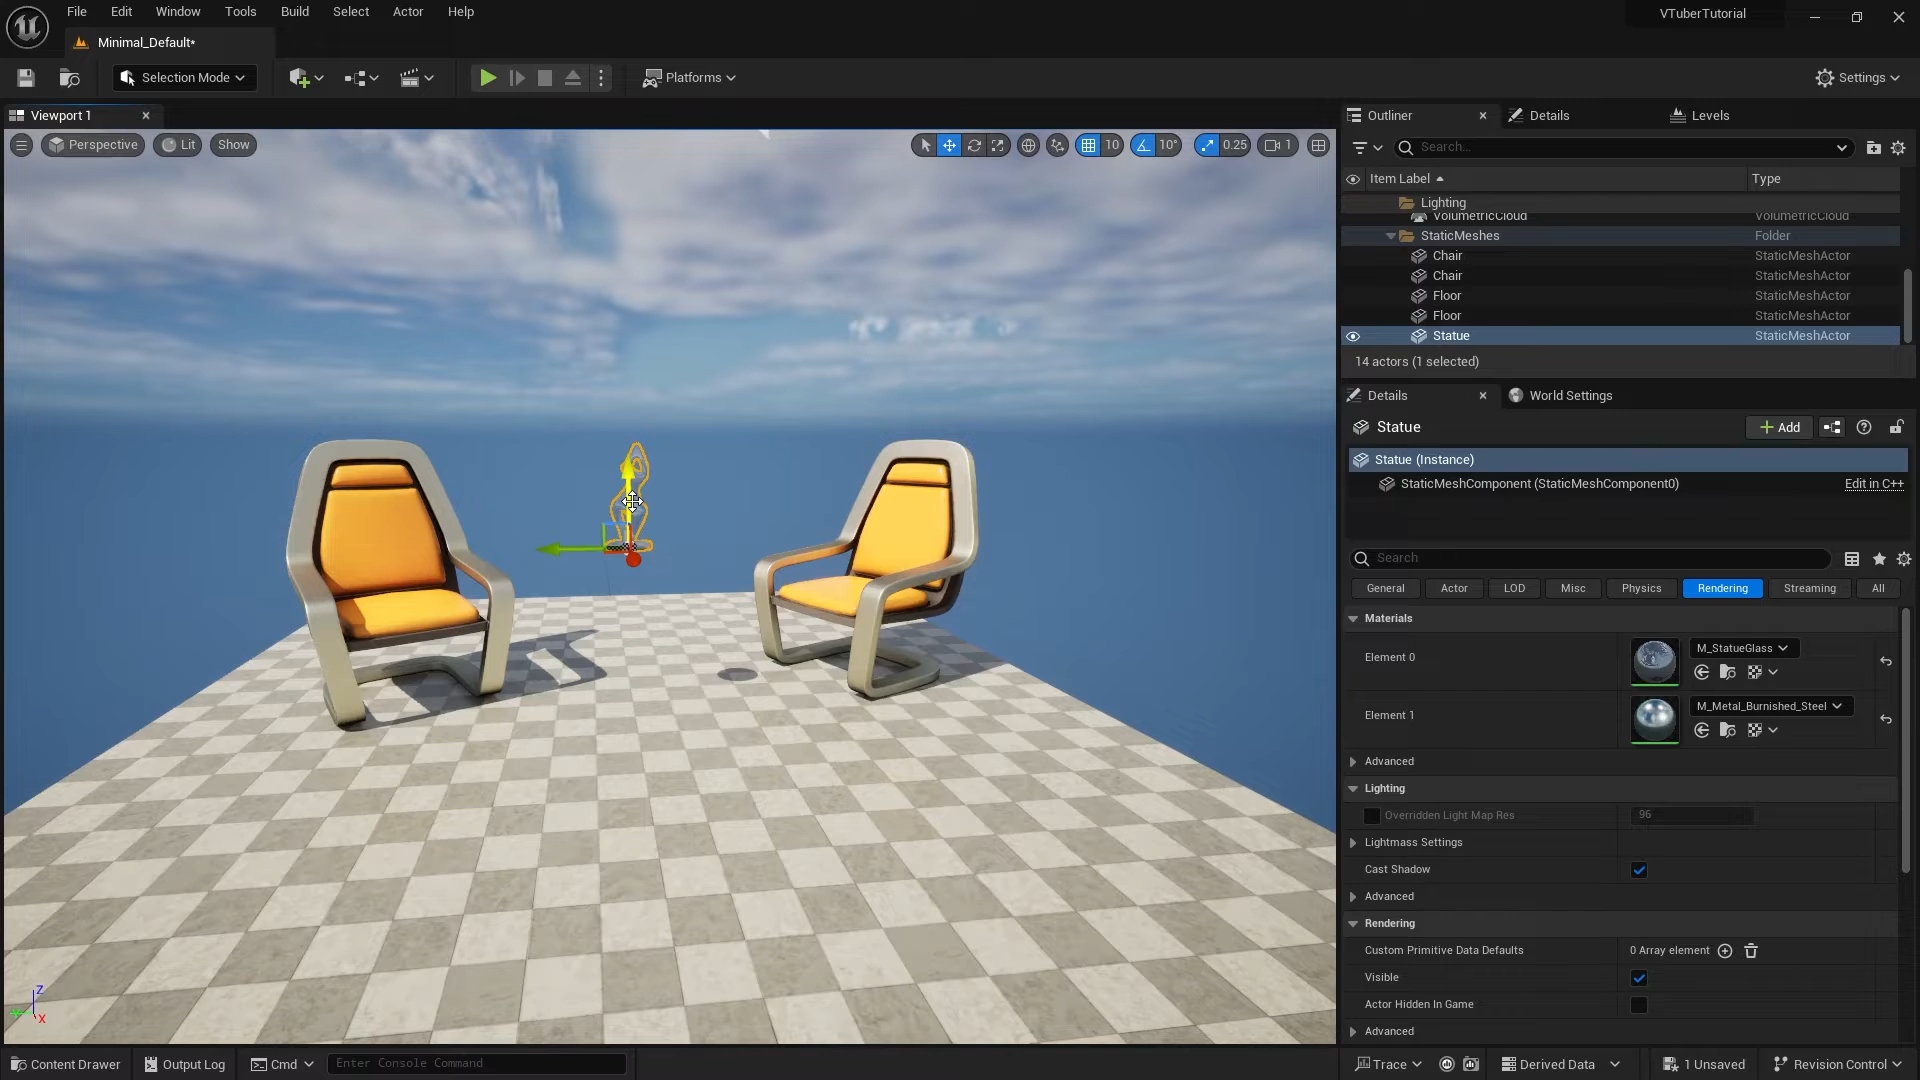 File Edit Window Tools Build Select Actor Help
VTuberTutorial
Minimal_Default*
Selection Mode
Platforms
Settings
Viewport 1
Perspective
Lit
Show
10
10°
0.25
1
Outliner
Details
Levels
Search...
Item Label
Type
Lighting
VolumetricCloud VolumetricCloud
StaticMeshes Folder
Chair StaticMeshActor
Chair StaticMeshActor
Floor StaticMeshActor
Floor StaticMeshActor
Statue StaticMeshActor
14 actors (1 selected)
Details
World Settings
Statue
Add
Statue (Instance)
StaticMeshComponent (StaticMeshComponent0)
Edit in C++
Search
General Actor LOD Misc Physics Rendering Streaming All
Materials
Element 0
M_StatueGlass
Element 1
M_Metal_Burnished_Steel
Advanced
Lighting
Overridden Light Map Res 96
Lightmass Settings
Cast Shadow
Advanced
Rendering
Custom Primitive Data Defaults 0 Array element
Visible
Actor Hidden In Game
Advanced
Z
X
Content Drawer
Output Log
Cmd
Enter Console Command
Trace
Derived Data
1 Unsaved
Revision Control